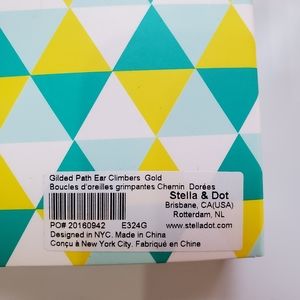 Gilded Path Ear Climbers Gold
Boucles d'oreilles grimpantes Chemin Dorées
Stella & Dot
Brisbane, CA(USA)
Rotterdam, NL
PO# 20160942 E324G www.stelladot.com
Designed in NYC. Made in China
Conçu à New York City. Fabriqué en Chine